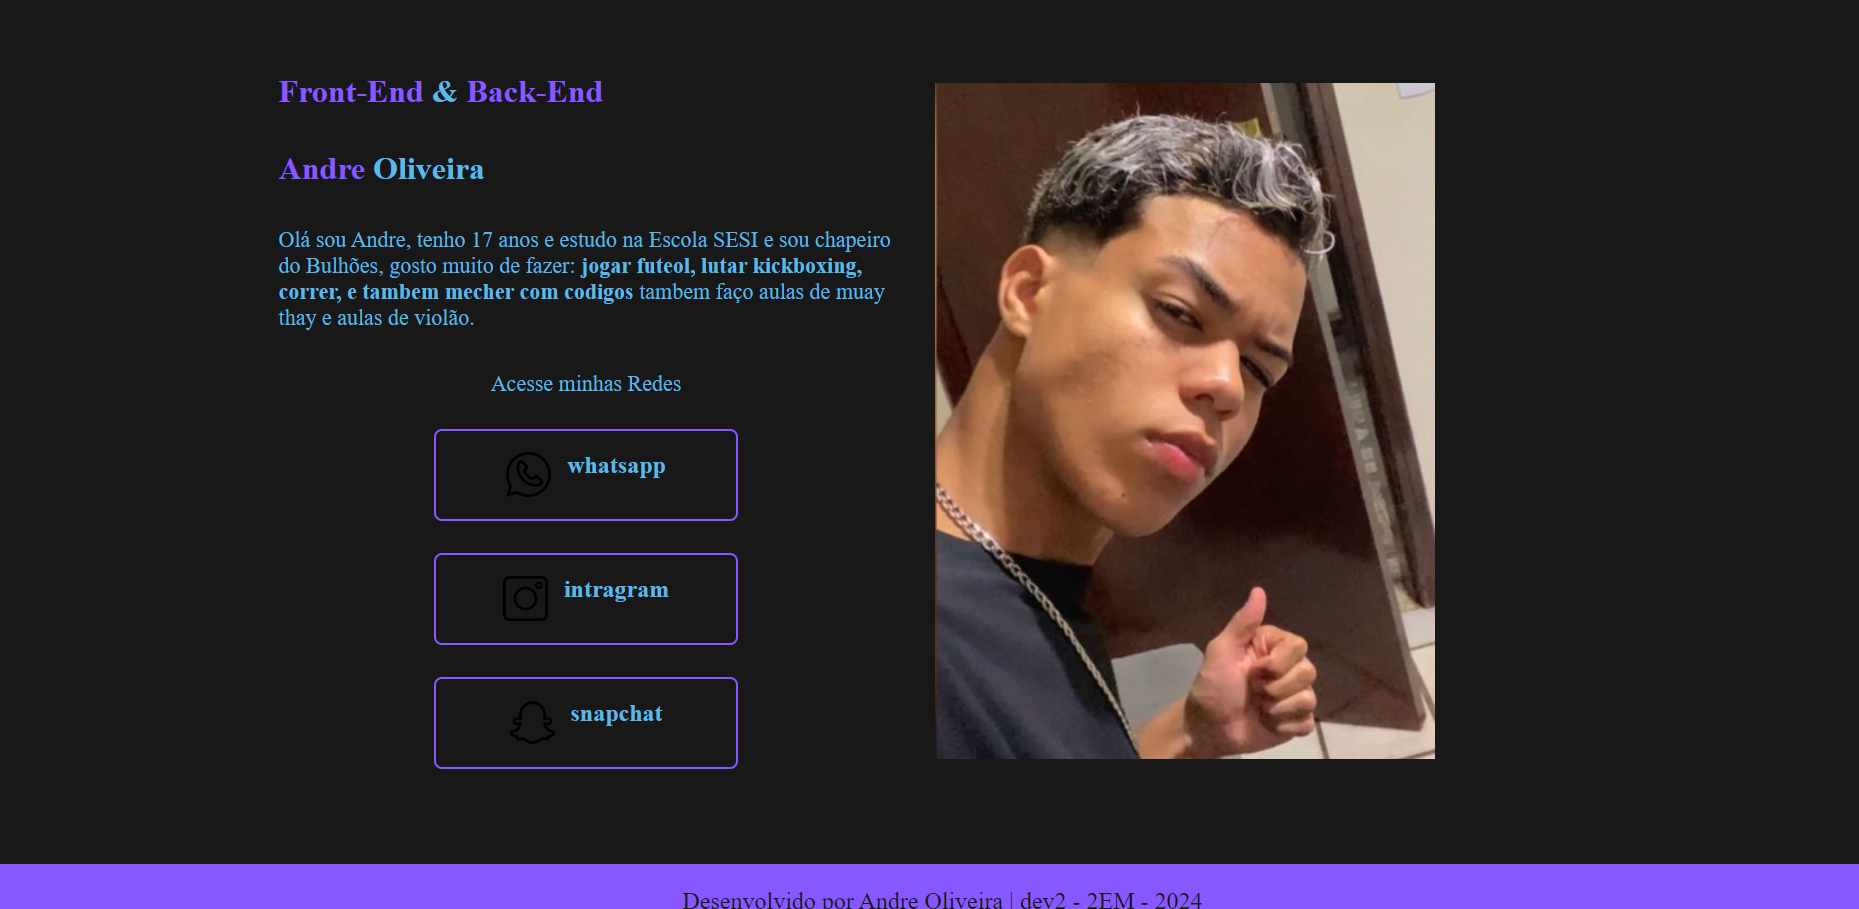 Front-End & Back-End
Andre Oliveira
Olá sou Andre, tenho 17 anos e estudo na Escola SESI e sou chapeiro
do Bulhões, gosto muito de fazer: jogar futeol, lutar kickboxing,
correr, e tambem mecher com codigos tambem faço aulas de muay
thay e aulas de violão.
Acesse minhas Redes
whatsapp
intragram
snapchat
Desenvolvido por Andre Oliveira | dev2 - 2EM - 2024